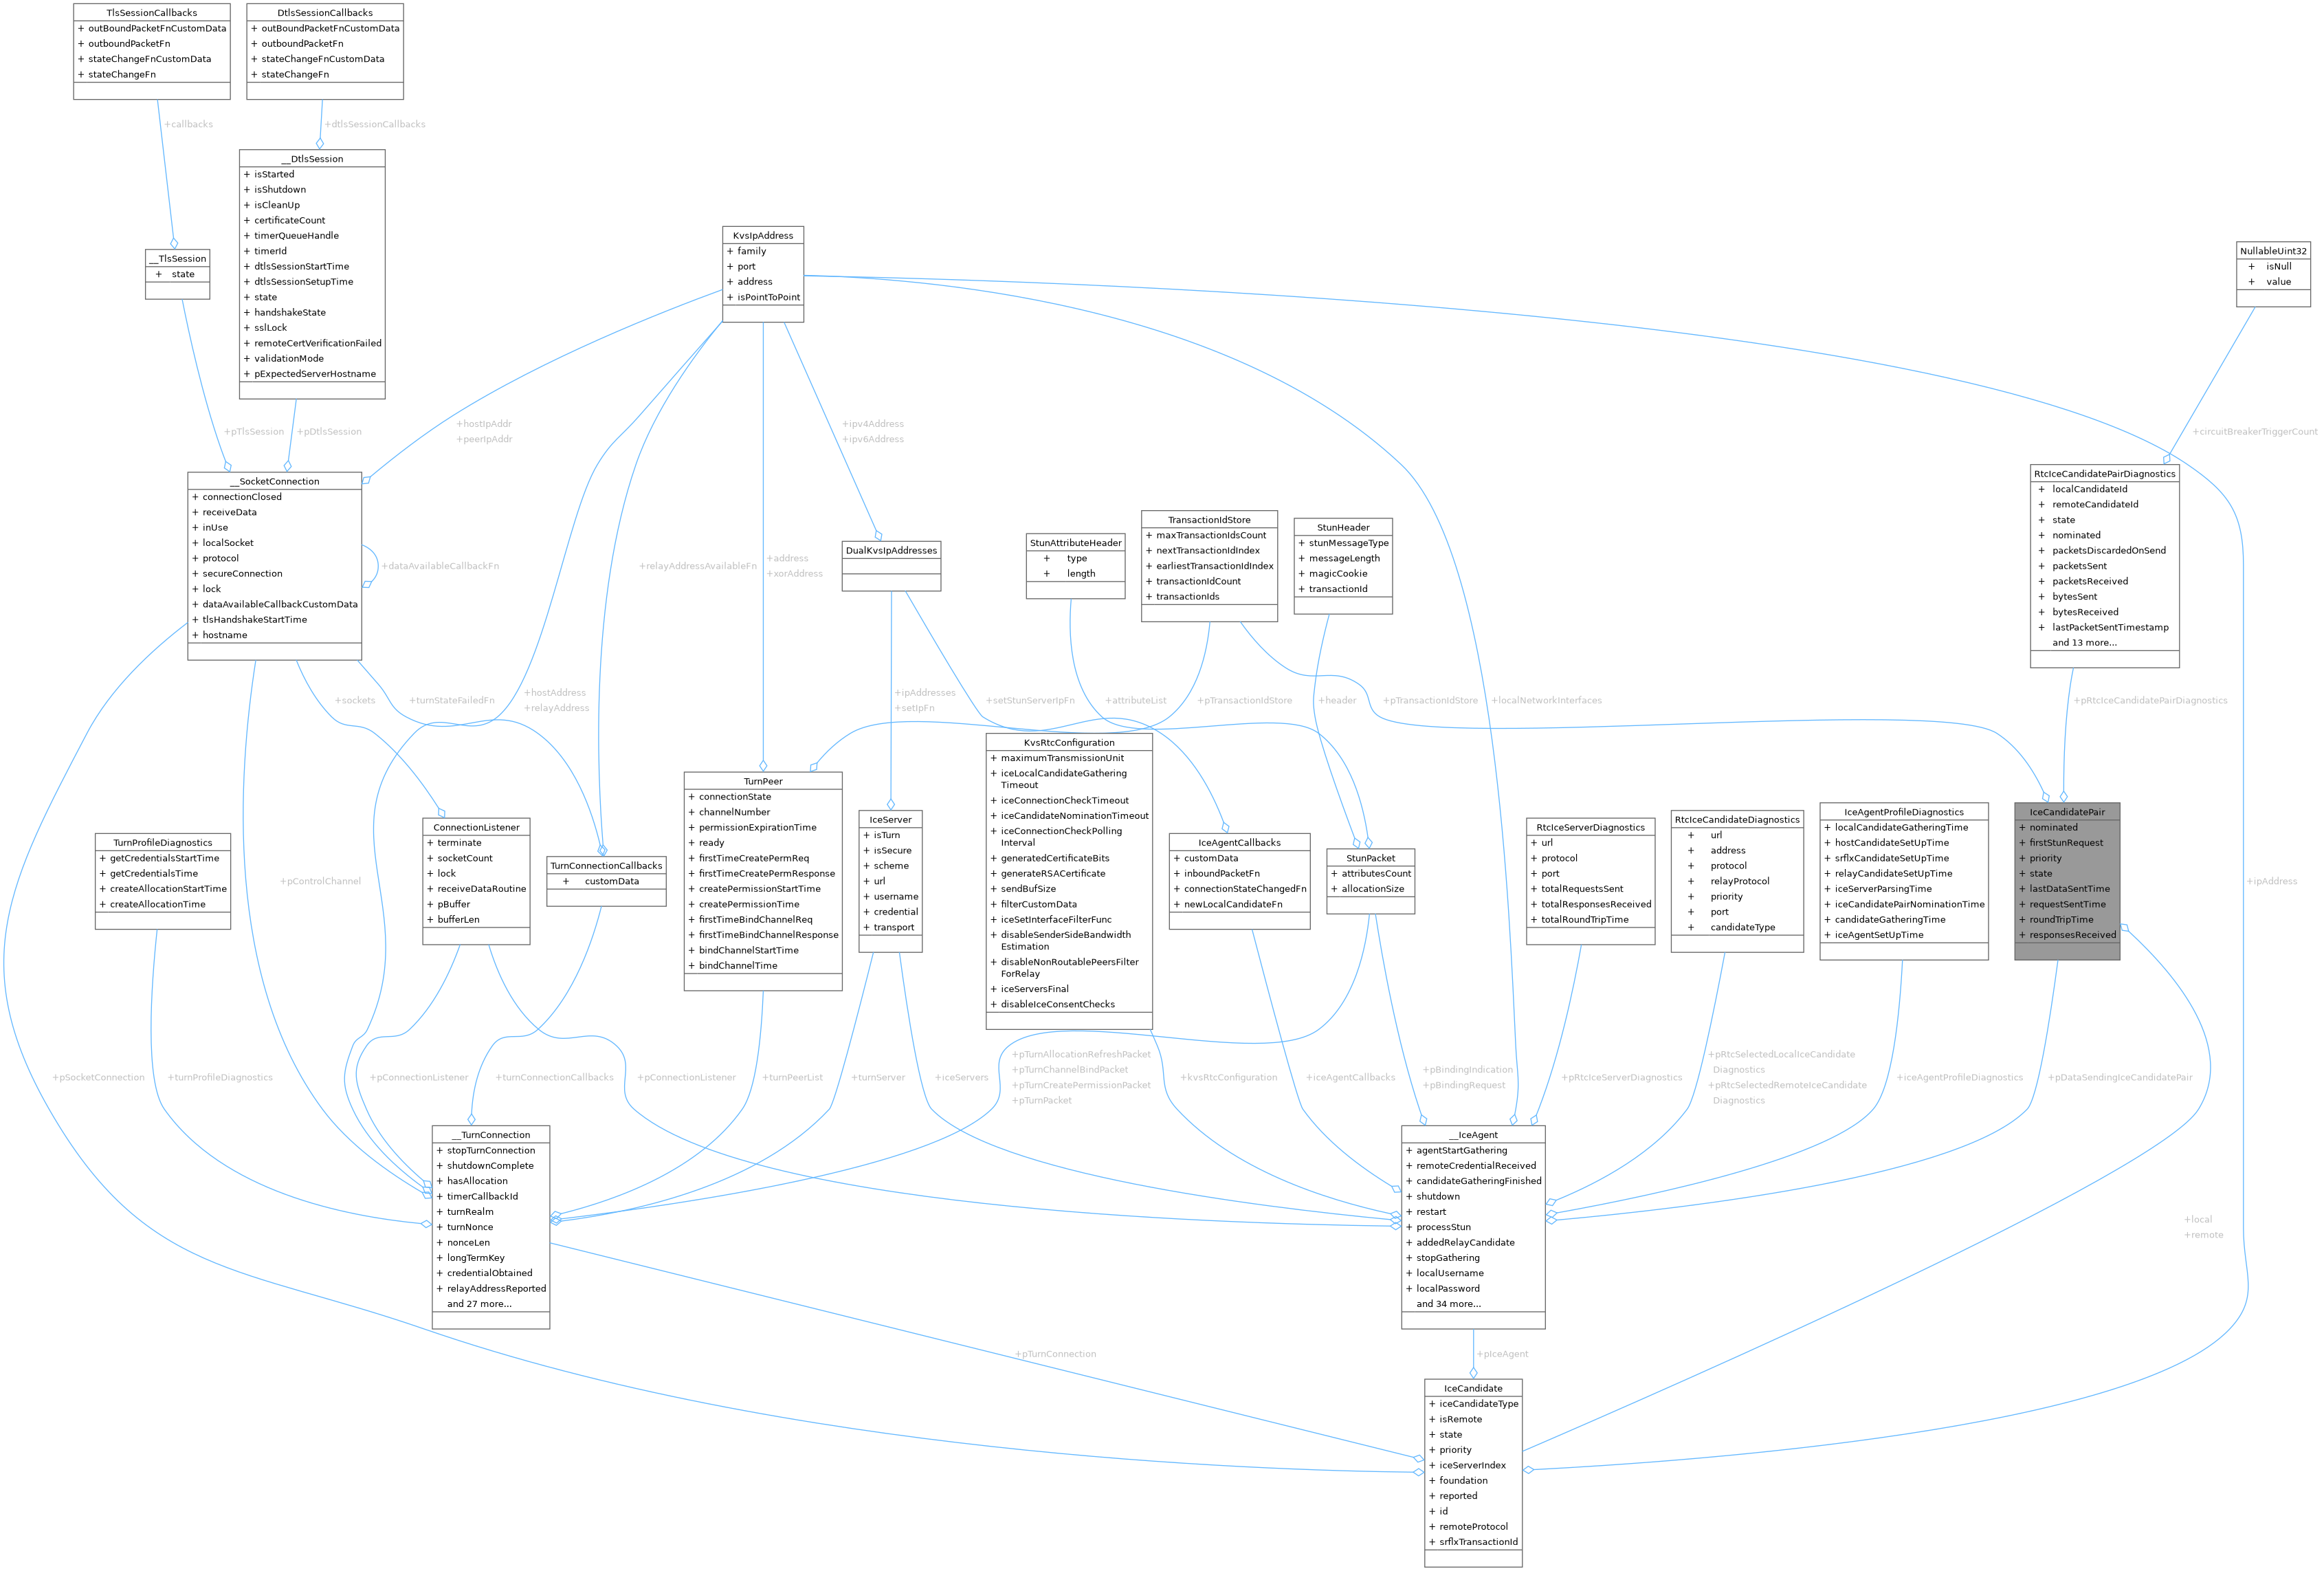 TlsSessionCallbacks
+ outBoundPacketFnCustomData
+ outboundPacketFn
+ stateChangeFnCustomData
+ stateChangeFn
DtlsSessionCallbacks
+ outBoundPacketFnCustomData
+ outboundPacketFn
+ stateChangeFnCustomData
+ stateChangeFn
+callbacks
+dtlsSessionCallbacks
__DtlsSession
+ isStarted
+ isShutdown
+ isCleanUp
+ certificateCount
+ timerQueueHandle
+ timerId
+ dtlsSessionStartTime
+ dtlsSessionSetupTime
+ state
+ handshakeState
+ sslLock
+ remoteCertVerificationFailed
+ validationMode
+ pExpectedServerHostname
__TlsSession
+ state
KvsIpAddress
+ family
+ port
+ address
+ isPointToPoint
NullableUint32
+ isNull
+ value
+pTlsSession
+pDtlsSession
+hostIpAddr
+peerIpAddr
+ipv4Address
+ipv6Address
+circuitBreakerTriggerCount
__SocketConnection
+ connectionClosed
+ receiveData
+ inUse
+ localSocket
+ protocol
+ secureConnection
+ lock
+ dataAvailableCallbackCustomData
+ tlsHandshakeStartTime
+ hostname
+dataAvailableCallbackFn
+relayAddressAvailableFn
+address
+xorAddress
DualKvsIpAddresses
StunAttributeHeader
+ type
+ length
TransactionIdStore
+ maxTransactionIdsCount
+ nextTransactionIdIndex
+ earliestTransactionIdIndex
+ transactionIdCount
+ transactionIds
StunHeader
+ stunMessageType
+ messageLength
+ magicCookie
+ transactionId
RtcIceCandidatePairDiagnostics
+ localCandidateId
+ remoteCandidateId
+ state
+ nominated
+ packetsDiscardedOnSend
+ packetsSent
+ packetsReceived
+ bytesSent
+ bytesReceived
+ lastPacketSentTimestamp
and 13 more...
+sockets
+turnStateFailedFn
+hostAddress
+relayAddress
+ipAddresses
+setIpFn
+setStunServerIpFn
+attributeList
+pTransactionIdStore
+header
+pTransactionIdStore
+localNetworkInterfaces
+pRtcIceCandidatePairDiagnostics
TurnProfileDiagnostics
+ getCredentialsStartTime
+ getCredentialsTime
+ createAllocationStartTime
+ createAllocationTime
+pControlChannel
ConnectionListener
+ terminate
+ socketCount
+ lock
+ receiveDataRoutine
+ pBuffer
+ bufferLen
TurnConnectionCallbacks
+ customData
TurnPeer
+ connectionState
+ channelNumber
+ permissionExpirationTime
+ ready
+ firstTimeCreatePermReq
+ firstTimeCreatePermResponse
+ createPermissionStartTime
+ createPermissionTime
+ firstTimeBindChannelReq
+ firstTimeBindChannelResponse
+ bindChannelStartTime
+ bindChannelTime
IceServer
+ isTurn
+ isSecure
+ scheme
+ url
+ username
+ credential
+ transport
KvsRtcConfiguration
+ maximumTransmissionUnit
+ iceLocalCandidateGathering
Timeout
+ iceConnectionCheckTimeout
+ iceCandidateNominationTimeout
+ iceConnectionCheckPolling
Interval
+ generatedCertificateBits
+ generateRSACertificate
+ sendBufSize
+ filterCustomData
+ iceSetInterfaceFilterFunc
+ disableSenderSideBandwidth
Estimation
+ disableNonRoutablePeersFilter
ForRelay
+ iceServersFinal
+ disableIceConsentChecks
IceAgentCallbacks
+ customData
+ inboundPacketFn
+ connectionStateChangedFn
+ newLocalCandidateFn
StunPacket
+ attributesCount
+ allocationSize
RtcIceServerDiagnostics
+ url
+ protocol
+ port
+ totalRequestsSent
+ totalResponsesReceived
+ totalRoundTripTime
RtcIceCandidateDiagnostics
+ url
+ address
+ protocol
+ relayProtocol
+ priority
+ port
+ candidateType
IceAgentProfileDiagnostics
+ localCandidateGatheringTime
+ hostCandidateSetUpTime
+ srflxCandidateSetUpTime
+ relayCandidateSetUpTime
+ iceServerParsingTime
+ iceCandidatePairNominationTime
+ candidateGatheringTime
+ iceAgentSetUpTime
IceCandidatePair
+ nominated
+ firstStunRequest
+ priority
+ state
+ lastDataSentTime
+ requestSentTime
+ roundTripTime
+ responsesReceived
+ipAddress
+pSocketConnection
+turnProfileDiagnostics
+pConnectionListener
+turnConnectionCallbacks
+pConnectionListener
+turnPeerList
+turnServer
+iceServers
+pTurnAllocationRefreshPacket
+pTurnChannelBindPacket
+pTurnCreatePermissionPacket
+pTurnPacket
+kvsRtcConfiguration
+iceAgentCallbacks
+pBindingIndication
+pBindingRequest
+pRtcIceServerDiagnostics
+pRtcSelectedLocalIceCandidate
Diagnostics
+pRtcSelectedRemoteIceCandidate
Diagnostics
+iceAgentProfileDiagnostics
+pDataSendingIceCandidatePair
__TurnConnection
+ stopTurnConnection
+ shutdownComplete
+ hasAllocation
+ timerCallbackId
+ turnRealm
+ turnNonce
+ nonceLen
+ longTermKey
+ credentialObtained
+ relayAddressReported
and 27 more...
__IceAgent
+ agentStartGathering
+ remoteCredentialReceived
+ candidateGatheringFinished
+ shutdown
+ restart
+ processStun
+ addedRelayCandidate
+ stopGathering
+ localUsername
+ localPassword
and 34 more...
+local
+remote
+pTurnConnection
+pIceAgent
IceCandidate
+ iceCandidateType
+ isRemote
+ state
+ priority
+ iceServerIndex
+ foundation
+ reported
+ id
+ remoteProtocol
+ srflxTransactionId